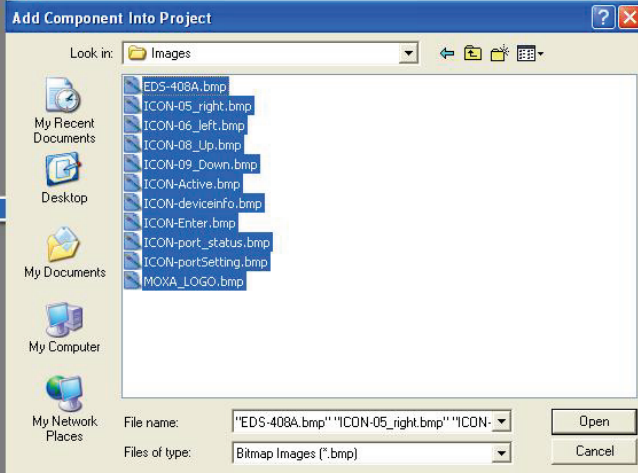 Add Component Into Project
Look in: Images
My Recent Documents
Desktop
My Documents
My Computer
My Network Places
EDS-408A.bmp
ICON-05_right.bmp
ICON-06_left.bmp
ICON-08_Up.bmp
ICON-09_Down.bmp
ICON-Active.bmp
ICON-deviceinfo.bmp
ICON-Enter.bmp
ICON-port_status.bmp
ICON-portSetting.bmp
MOXA_LOGO.bmp
File name: "EDS-408A.bmp" "ICON-05_right.bmp" "ICON-
Open
Files of type: Bitmap Images (*.bmp)
Cancel